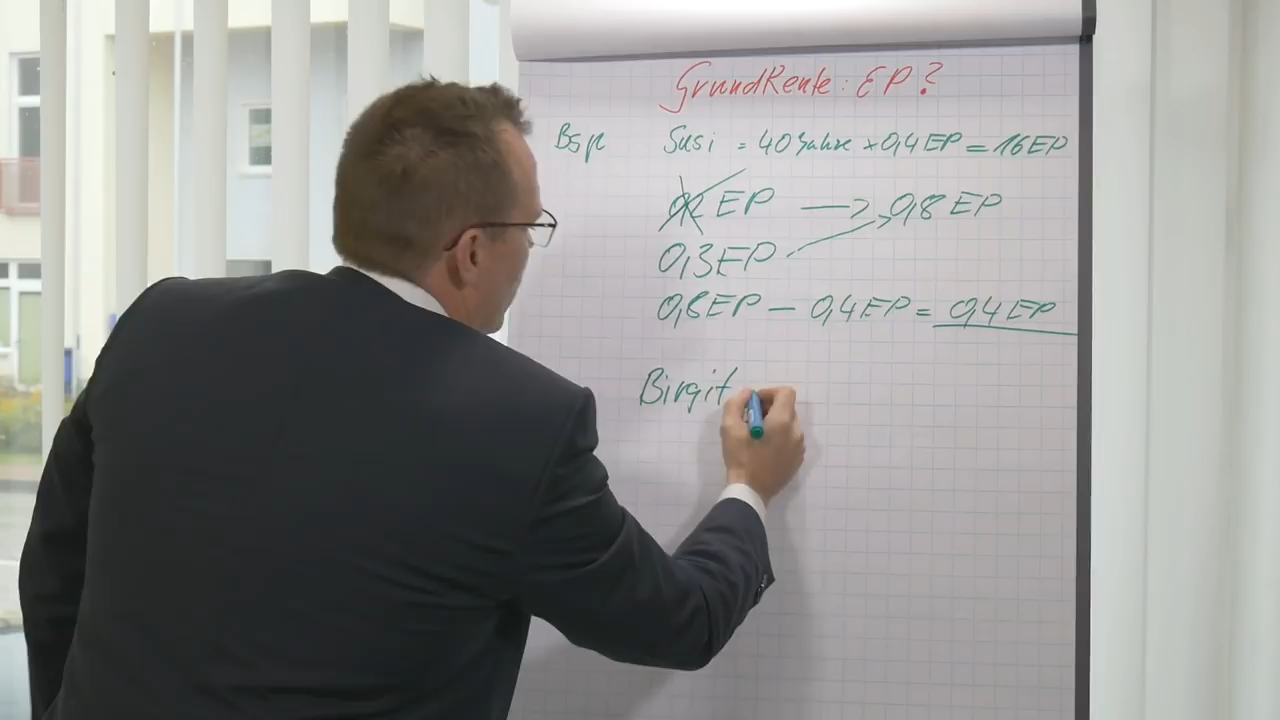 GrundRente: EP?
Bsp Susi = 40 Jahre x 0,4 EP = 16 EP
0,2 EP → 0,8 EP
0,3 EP
0,8 EP - 0,4 EP = 0,4 EP
Birgit